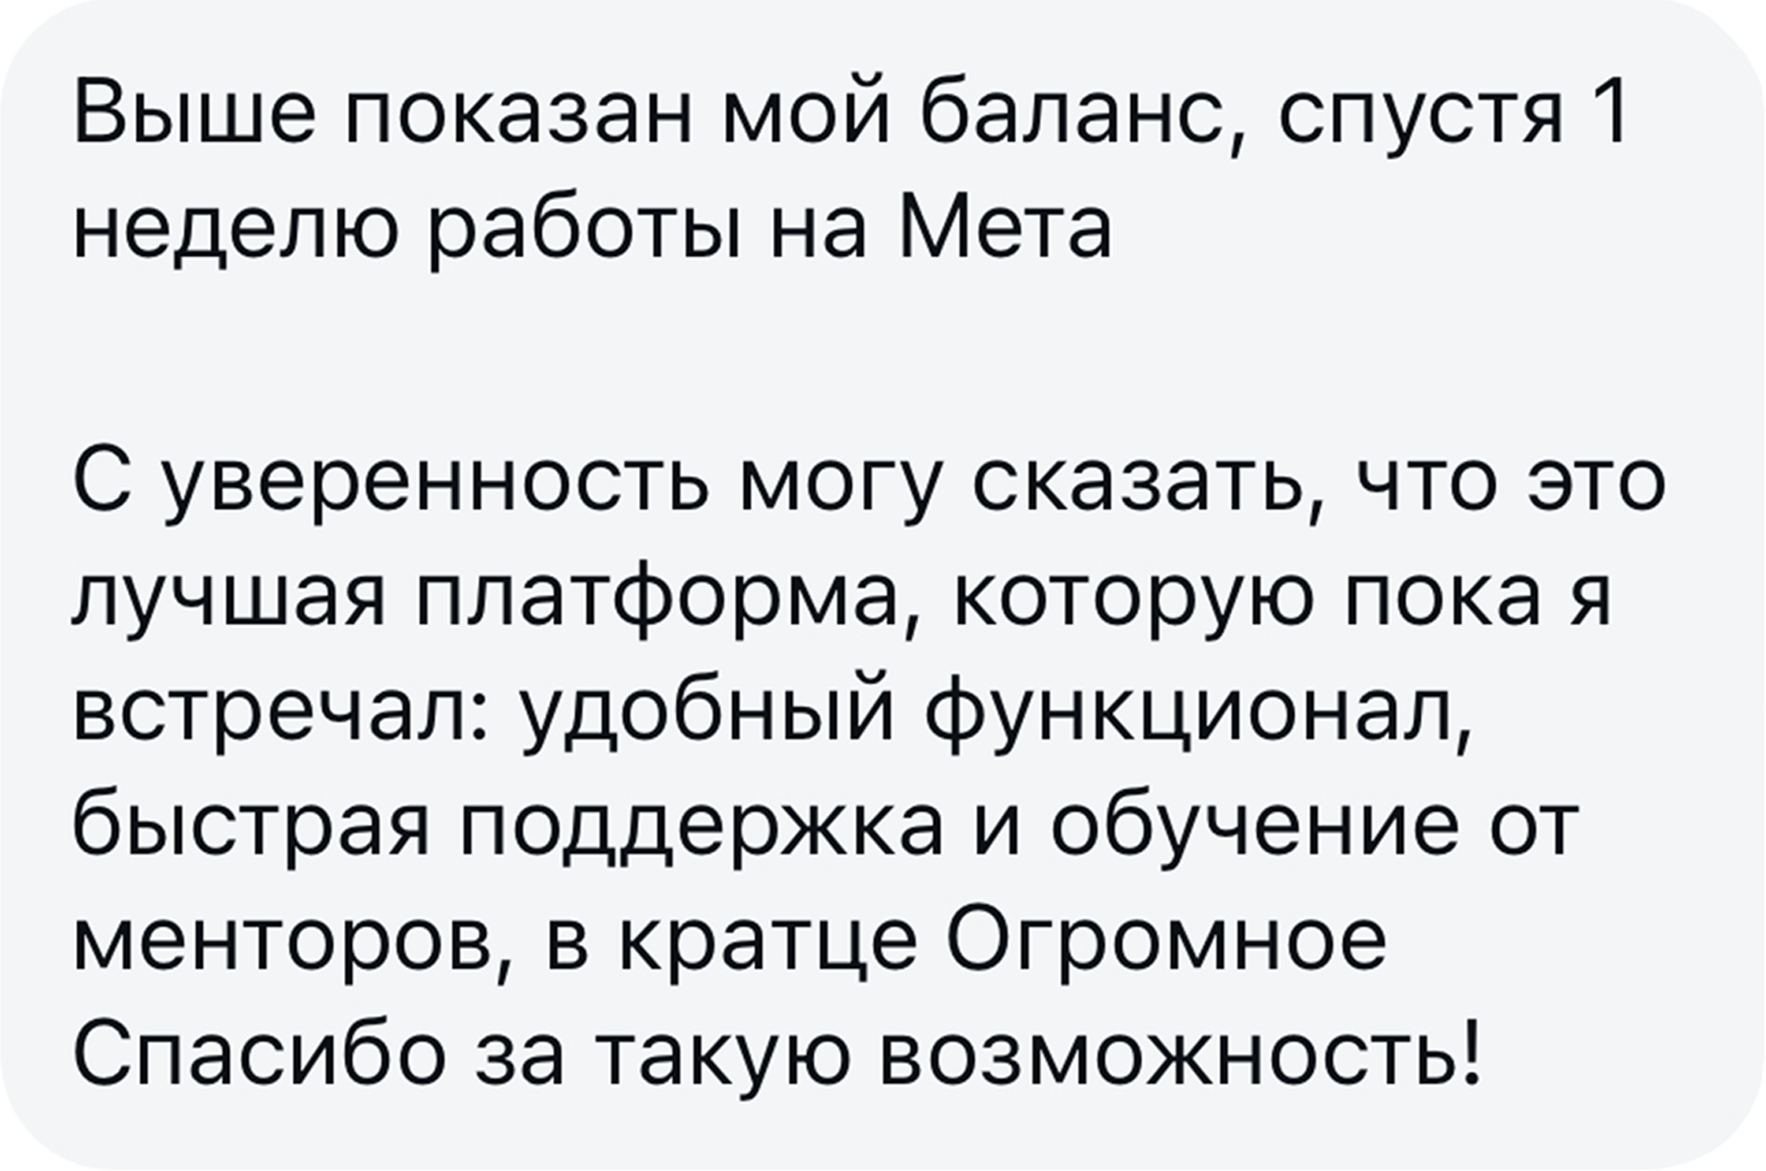 Выше показан мой баланс, спустя 1
неделю работы на Мета
С уверенность могу сказать, что это
лучшая платформа, которую пока я
встречал: удобный функционал,
быстрая поддержка и обучение от
менторов, в кратце Огромное
Спасибо за такую возможность!